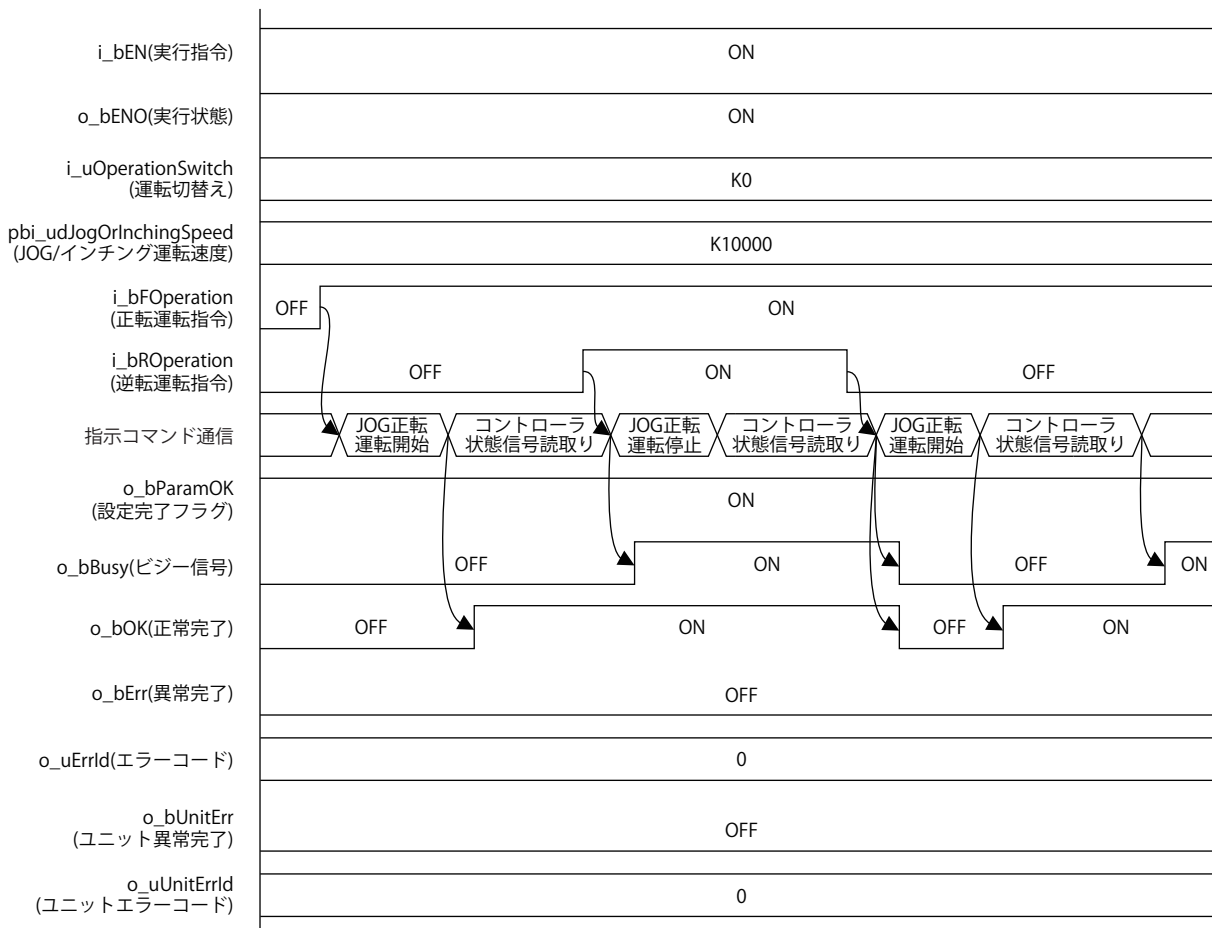 i_bEN(実行指令)
ON
o_bENO(実行状態)
ON
i_uOperationSwitch
(運転切替え)
K0
pbi_udJogOrInchingSpeed
(JOG/インチング運転速度)
K10000
i_bFOperation
(正転運転指令)
OFF
ON
i_bROperation
(逆転運転指令)
OFF
ON
OFF
指示コマンド通信
JOG正転
運転開始
コントローラ
状態信号読取り
JOG正転
運転停止
コントローラ
状態信号読取り
JOG正転
運転開始
コントローラ
状態信号読取り
o_bParamOK
(設定完了フラグ)
ON
o_bBusy(ビジー信号)
OFF
ON
OFF
ON
o_bOK(正常完了)
OFF
ON
OFF
ON
o_bErr(異常完了)
OFF
o_uErrId(エラーコード)
0
o_bUnitErr
(ユニット異常完了)
OFF
o_uUnitErrId
(ユニットエラーコード)
0